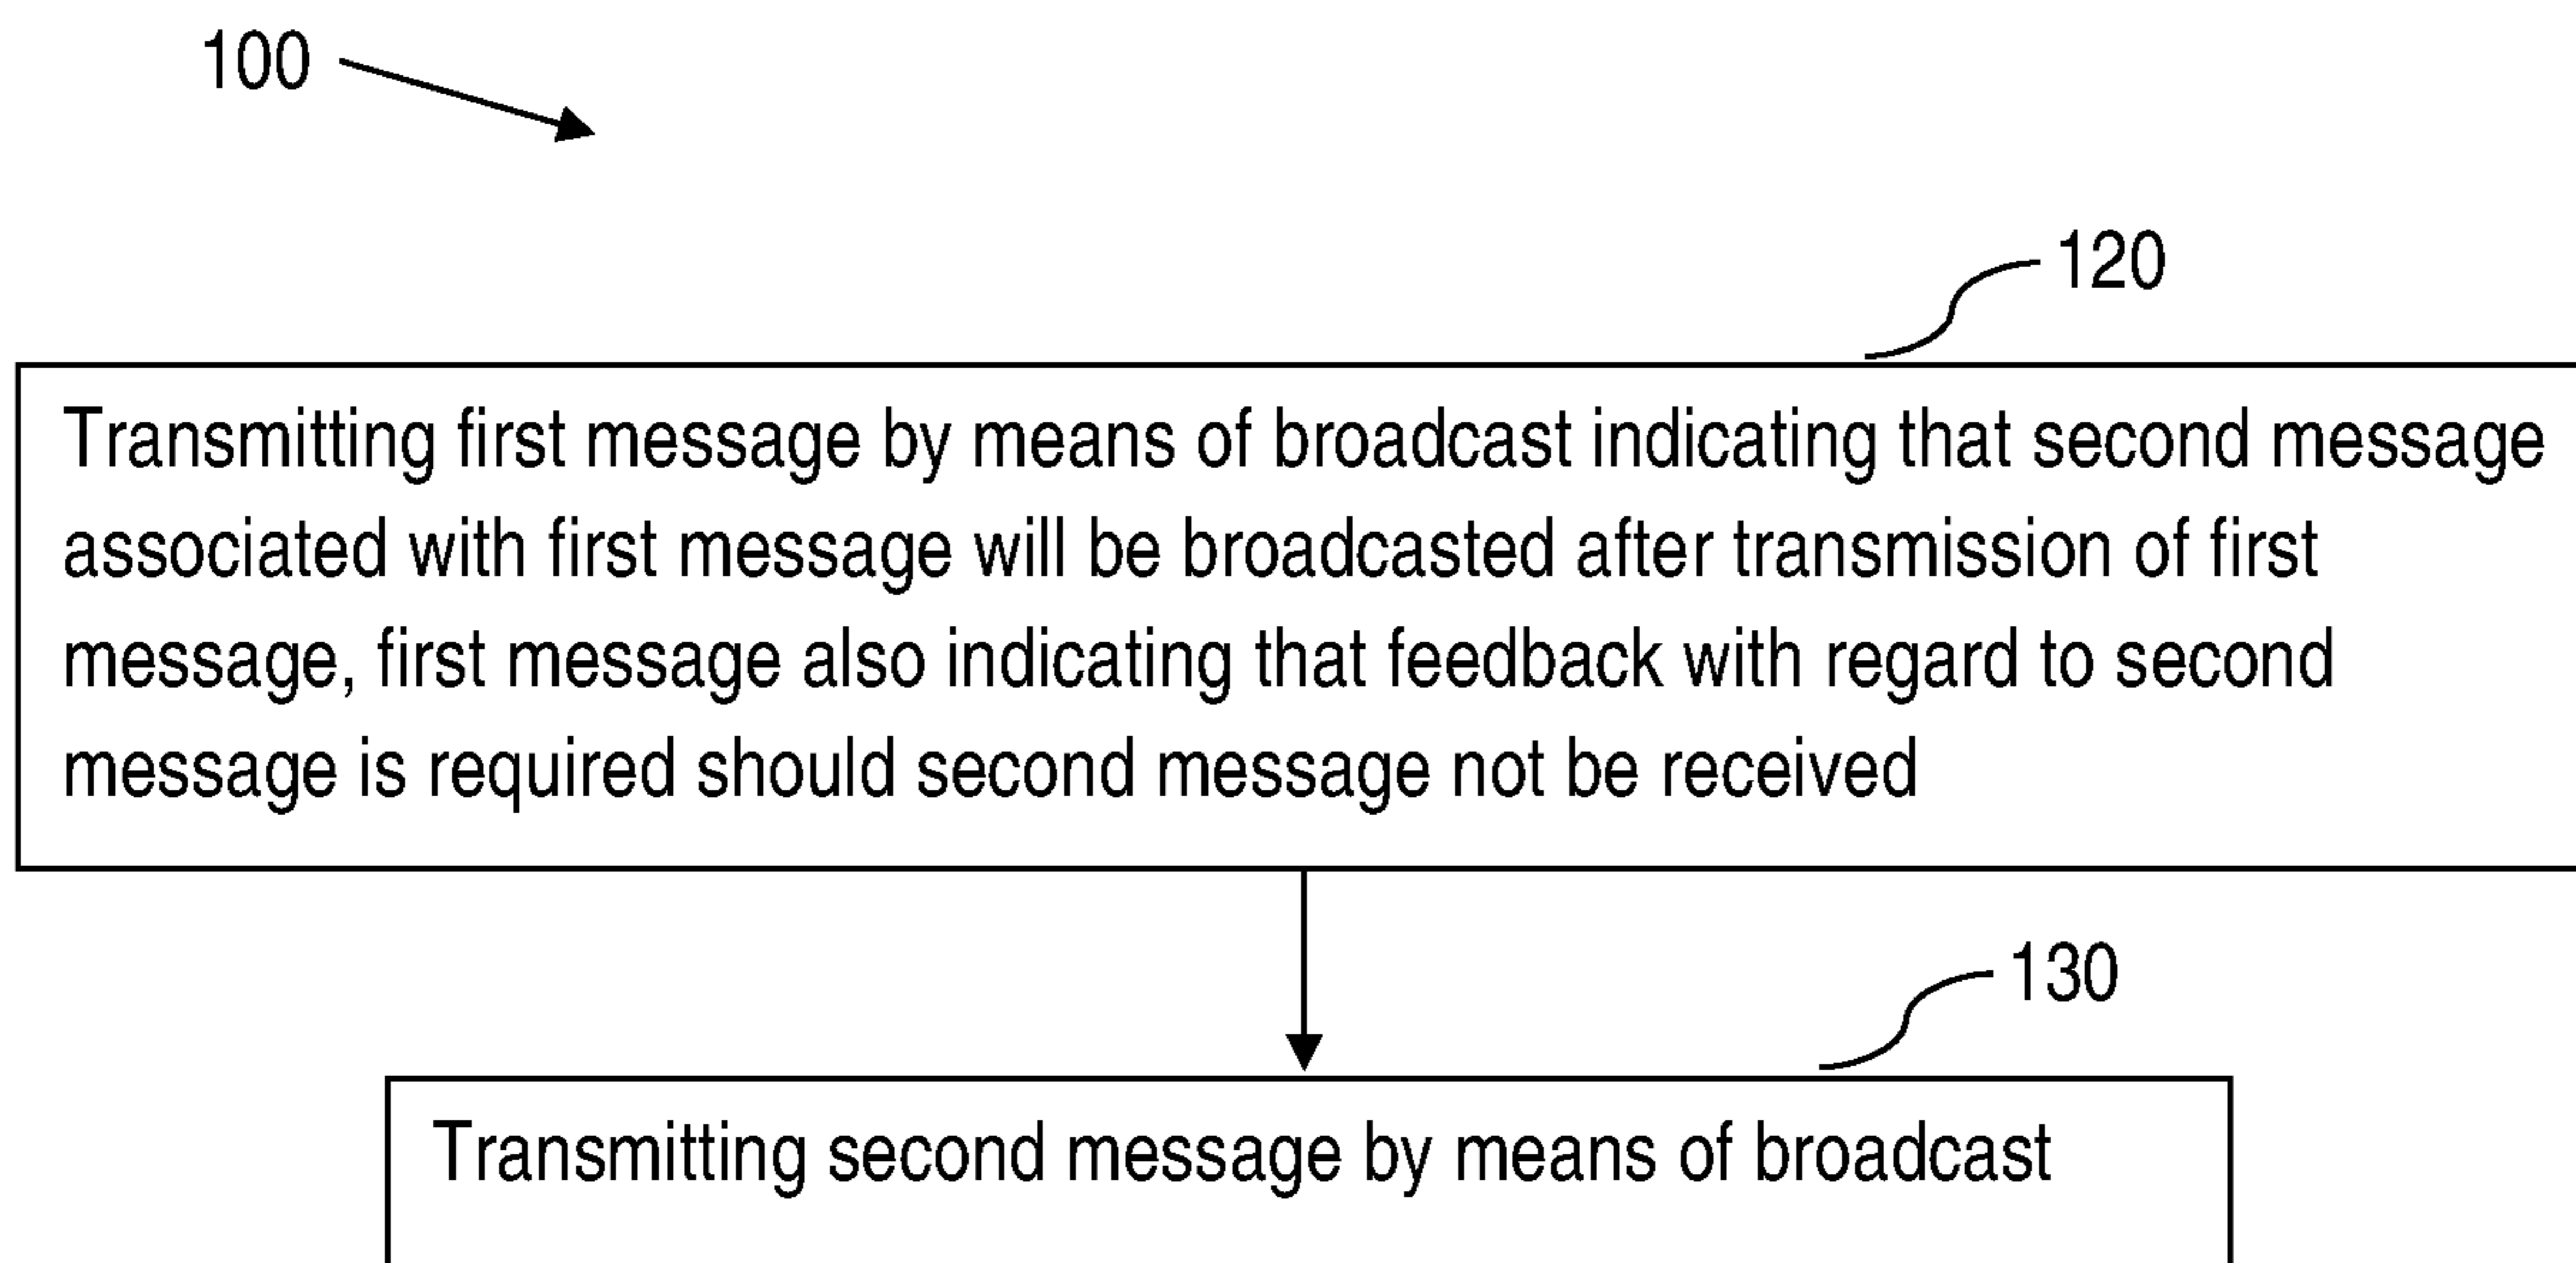 100
120
Transmitting first message by means of broadcast indicating that second message
associated with first message will be broadcasted after transmission of first
message, first message also indicating that feedback with regard to second
message is required should second message not be received
130
Transmitting second message by means of broadcast